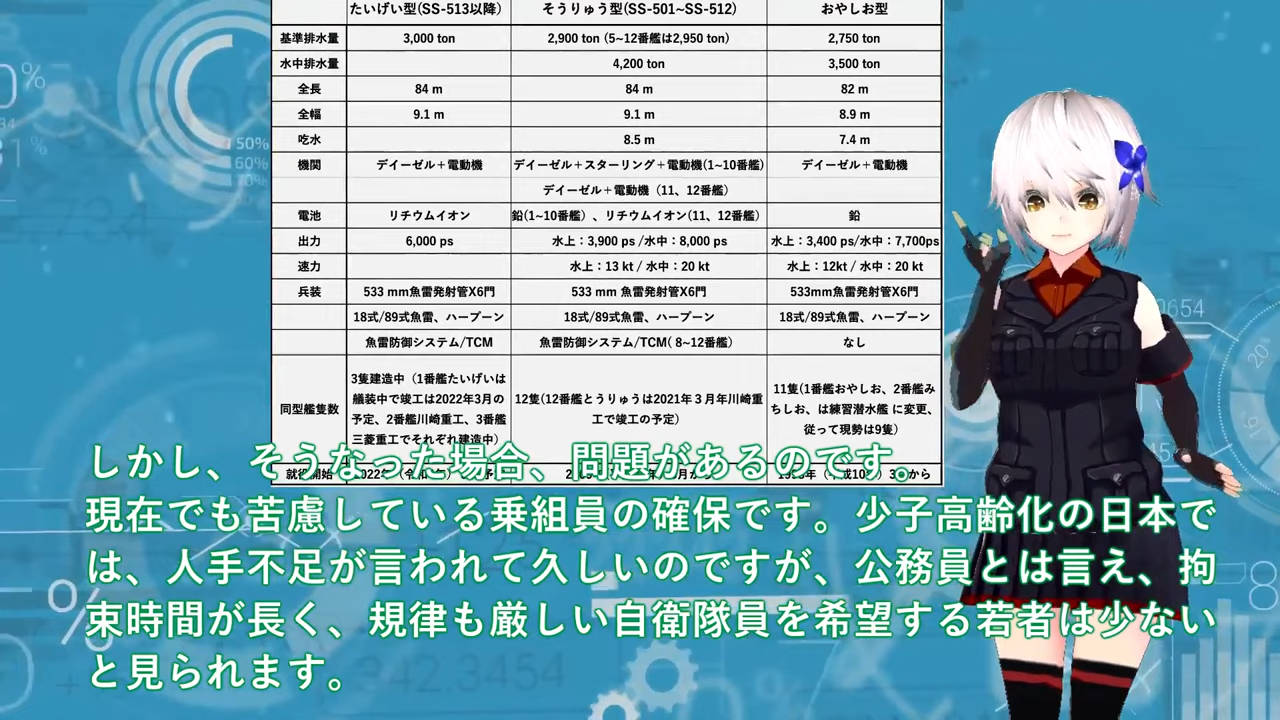 たいげい型(SS-513以降) そうりゅう型(SS-501~SS-512) おやしお型
基準排水量 3,000 ton 2,900 ton (5~12番艦は2,950 ton) 2,750 ton
水中排水量 4,200 ton 3,500 ton
全長 84 m 84 m 82 m
全幅 9.1 m 9.1 m 8.9 m
吃水 8.5 m 7.4 m
機関 デイーゼル＋電動機 デイーゼル＋スターリング＋電動機(1~10番艦) デイーゼル＋電動機
デイーゼル＋電動機（11、12番艦）
電池 リチウムイオン 鉛(1~10番艦）、リチウムイオン(11、12番艦） 鉛
出力 6,000 ps 水上：3,900 ps /水中：8,000 ps 水上：3,400 ps/水中：7,700ps
速力 水上：13 kt / 水中：20 kt 水上：12kt / 水中：20 kt
兵装 533 mm魚雷発射管X6門 533 mm 魚雷発射管X6門 533mm魚雷発射管X6門
18式/89式魚雷、ハープーン 18式/89式魚雷、ハープーン 18式/89式魚雷、ハープーン
魚雷防御システム/TCM 魚雷防御システム/TCM( 8~12番艦） なし
同型艦隻数
3隻建造中（1番艦たいげいは
艤装中で竣工は2022年3月の
予定、2番艦川崎重工、3番艦
三菱重工でそれぞれ建造中）
12隻(12番艦とうりゅうは2021年３月年川崎重
工で竣工の予定）
11隻(1番艦おやしお、2番艦み
ちしお、は練習潜水艦 に変更、
従って現勢は9隻）
就役開始
しかし、そうなった場合、問題があるのです。
現在でも苦慮している乗組員の確保です。少子高齢化の日本で
は、人手不足が言われて久しいのですが、公務員とは言え、拘
束時間が長く、規律も厳しい自衛隊員を希望する若者は少ない
と見られます。
50%
60%
70%
0654
42.3454